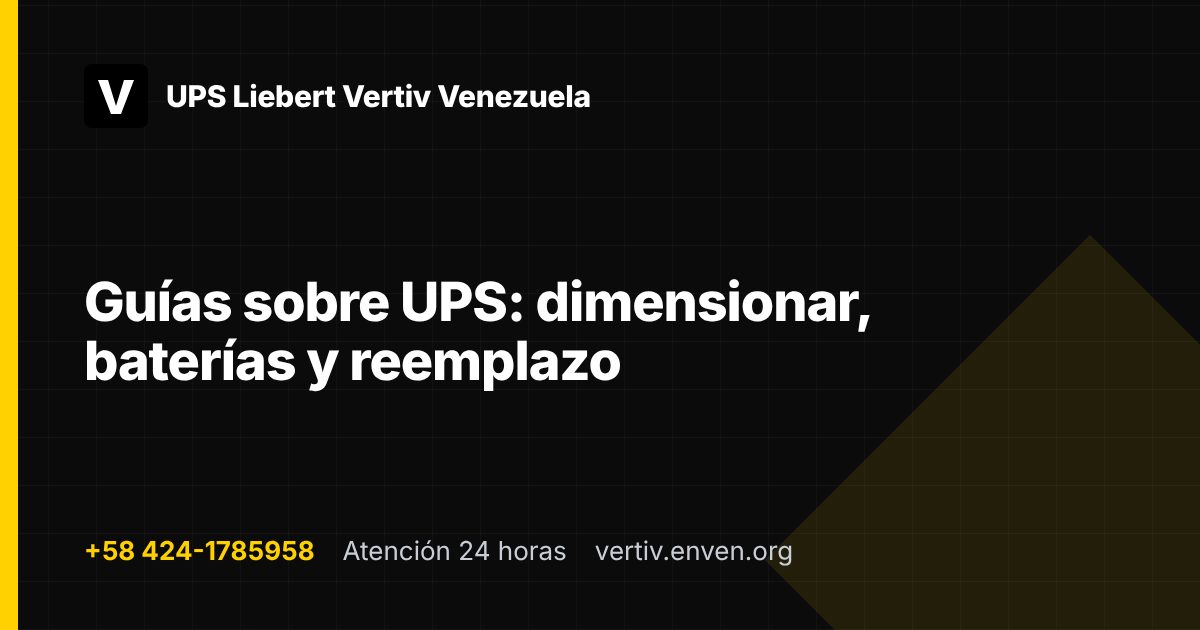 V
UPS Liebert Vertiv Venezuela
Guías sobre UPS: dimensionar,
baterías y reemplazo
+58 424-1785958 Atención 24 horas vertiv.enven.org